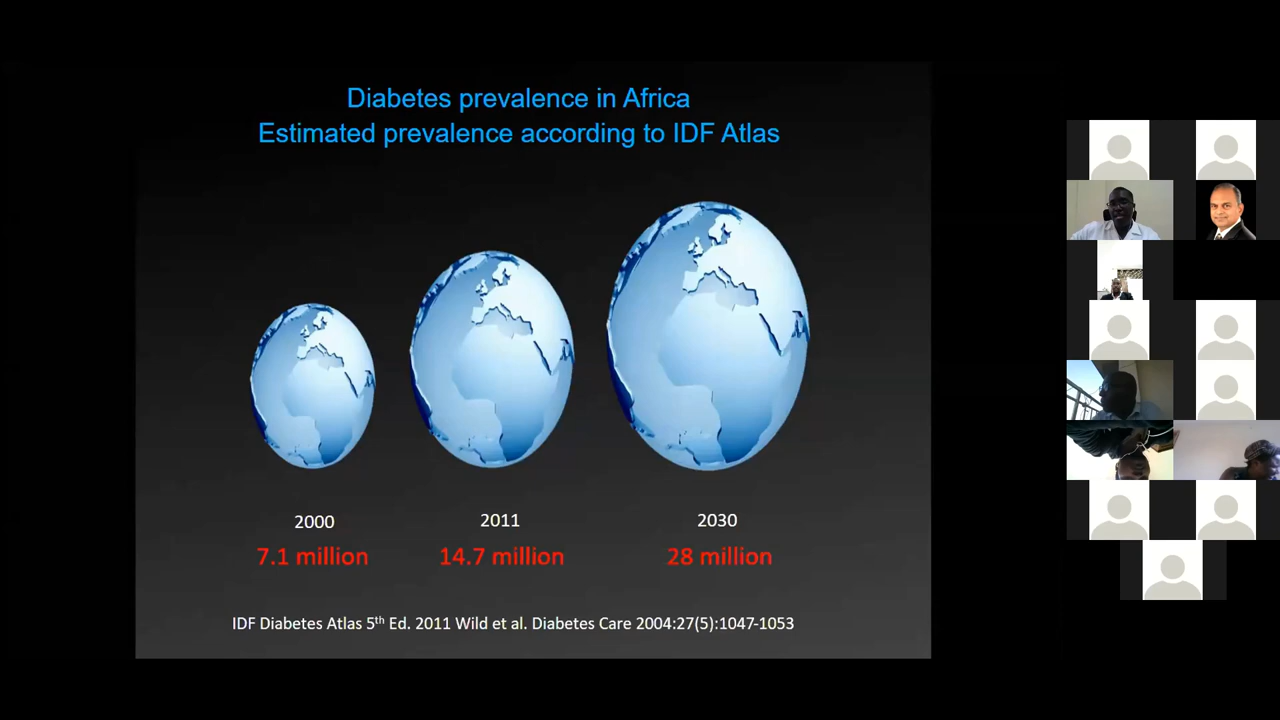 Diabetes prevalence in Africa
Estimated prevalence according to IDF Atlas
2000
2011
2030
7.1 million
14.7 million
28 million
IDF Diabetes Atlas 5th Ed. 2011 Wild et al. Diabetes Care 2004:27(5):1047-1053